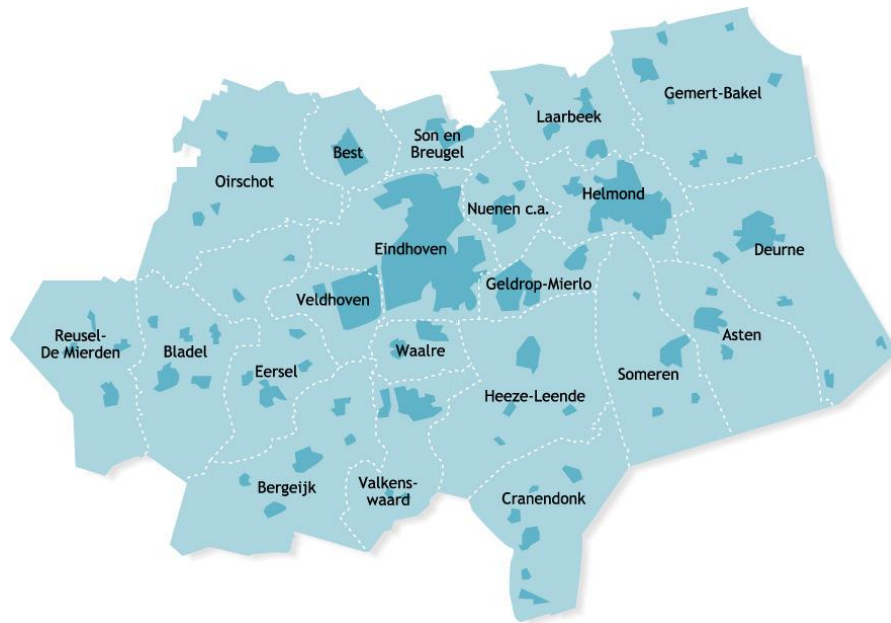 Gemert-Bakel
Laarbeek
Son en
Breugel
Best
Oirschot
Helmond
Nuenen c.a.
Eindhoven
Deurne
Geldrop-Mierlo
Veldhoven
Reusel-
De Mierden
Bladel
Asten
Waalre
Eersel
Someren
Heeze-Leende
Bergeijk
Valkens-
waard
Cranendonk